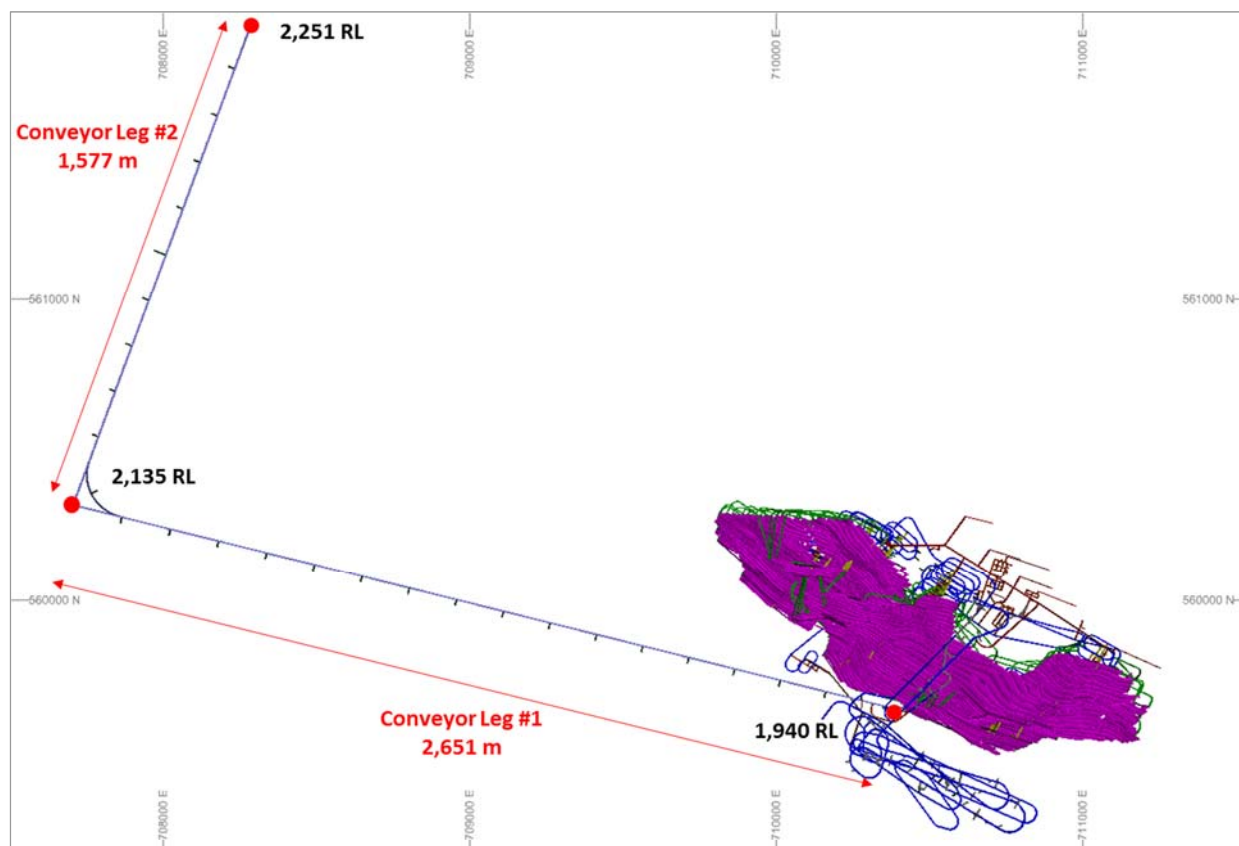 708000 E
709000 E
710000 E
711000 E
2,251 RL
Conveyor Leg #2
1,577 m
561000 N
561000 N
2,135 RL
560000 N
560000 N
Conveyor Leg #1
2,651 m
1,940 RL
708000 E
709000 E
710000 E
711000 E